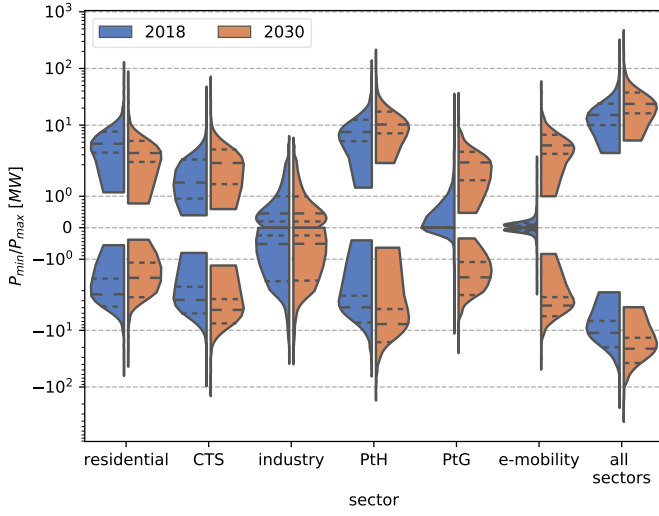 10³
2018 2030
10²
10¹
10⁰
0
−10⁰
−10¹
−10²
P_min/P_max [MW]
residential CTS industry PtH PtG e-mobility all
sectors
sector